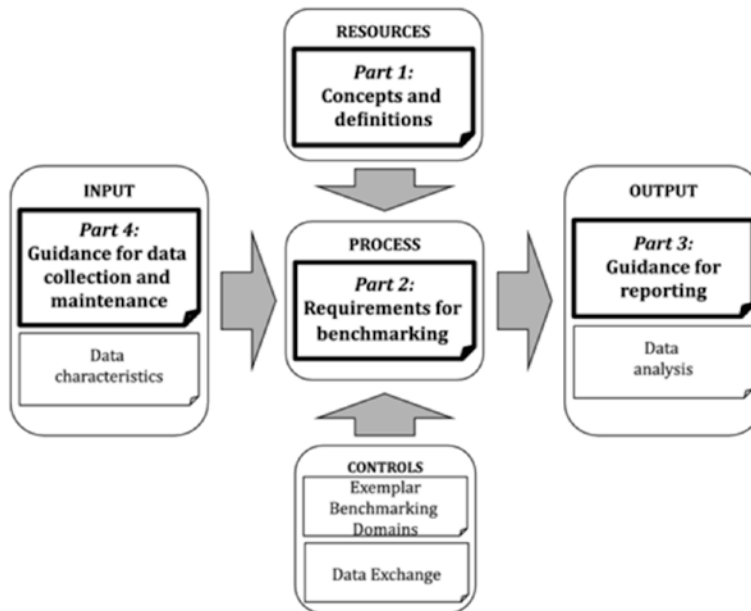 RESOURCES
Part 1:
Concepts and
definitions
INPUT
Part 4:
Guidance for data
collection and
maintenance
Data
characteristics
PROCESS
Part 2:
Requirements for
benchmarking
OUTPUT
Part 3:
Guidance for
reporting
Data
analysis
CONTROLS
Exemplar
Benchmarking
Domains
Data Exchange